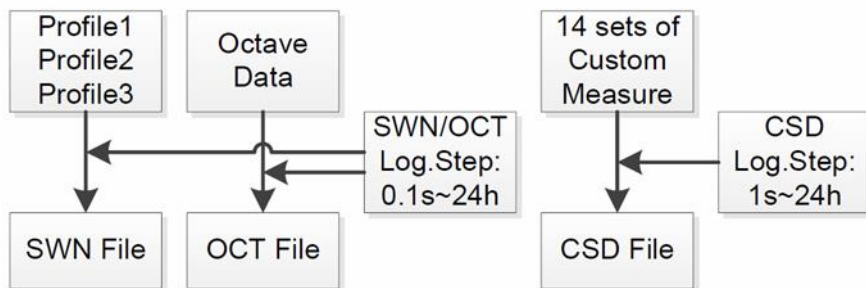 Profile1
Profile2
Profile3
Octave
Data
14 sets of
Custom
Measure
SWN/OCT
Log.Step:
0.1s~24h
CSD
Log.Step:
1s~24h
SWN File
OCT File
CSD File